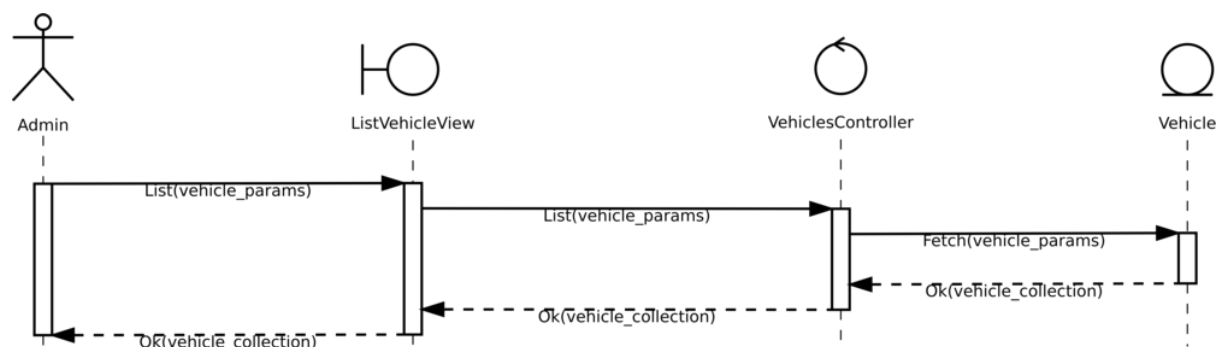 Admin
ListVehicleView
VehiclesController
Vehicle
List(vehicle_params)
List(vehicle_params)
Fetch(vehicle_params)
Ok(vehicle_collection)
Ok(vehicle_collection)
Ok(vehicle_collection)